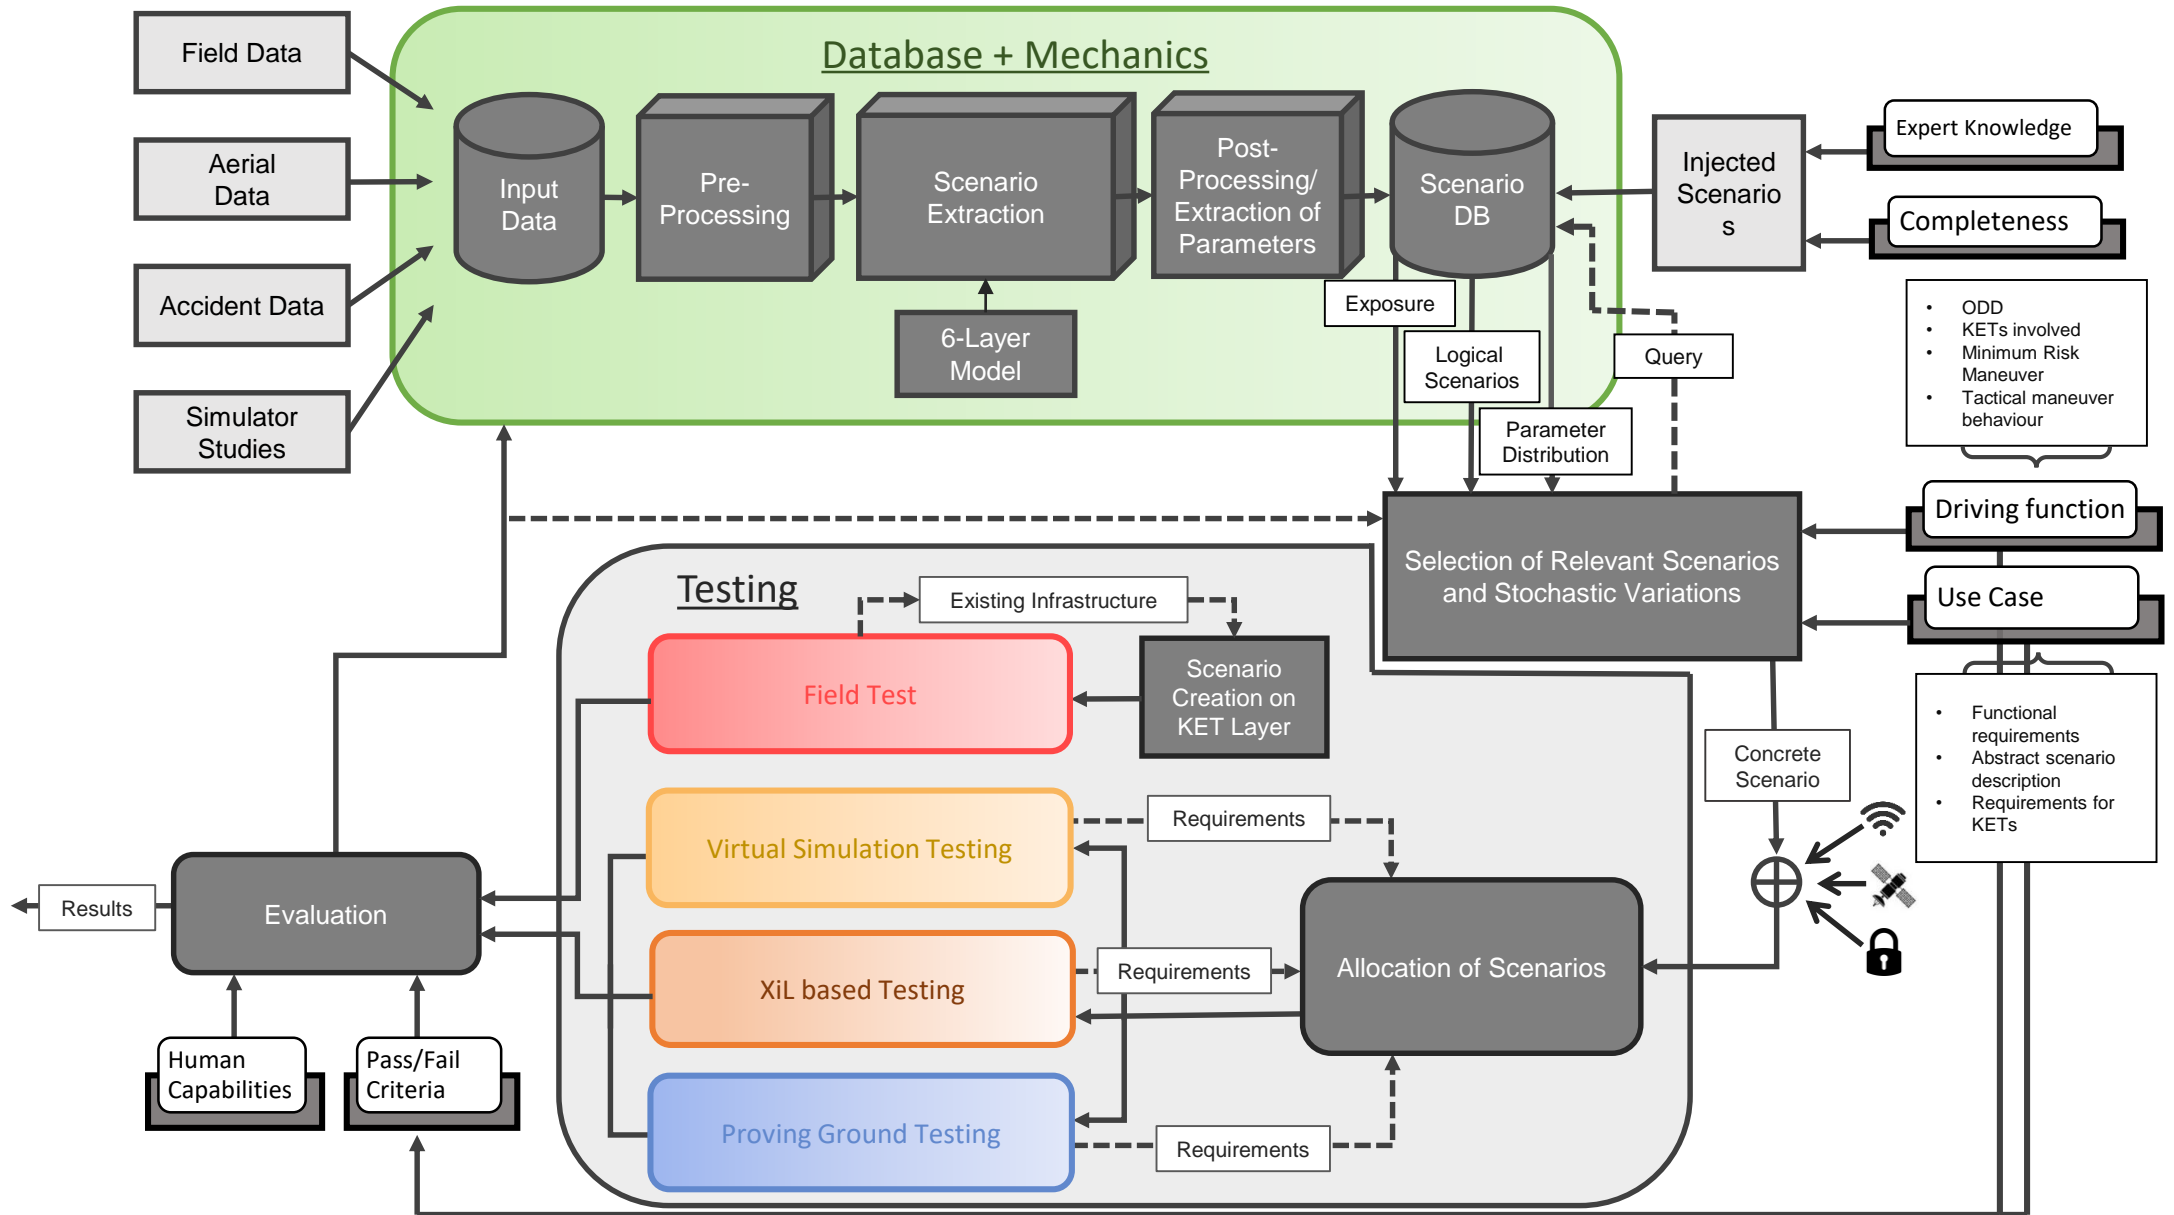 Field Data
Aerial
Data
Accident Data
Simulator
Studies
Database + Mechanics
Input
Data
Pre-
Processing
Scenario
Extraction
6-Layer
Model
Post-
Processing/
Extraction of
Parameters
Scenario
DB
Injected
Scenario
s
Expert Knowledge
Completeness
Exposure
Logical
Scenarios
Parameter
Distribution
Query
• ODD
• KETs involved
• Minimum Risk
Maneuver
• Tactical maneuver
behaviour
Driving function
Use Case
• Functional
requirements
• Abstract scenario
description
• Requirements for
KETs
Selection of Relevant Scenarios
and Stochastic Variations
Concrete
Scenario
Testing
Existing Infrastructure
Field Test
Scenario
Creation on
KET Layer
Virtual Simulation Testing
Requirements
XiL based Testing
Requirements
Allocation of Scenarios
Proving Ground Testing
Requirements
Results
Evaluation
Human
Capabilities
Pass/Fail
Criteria